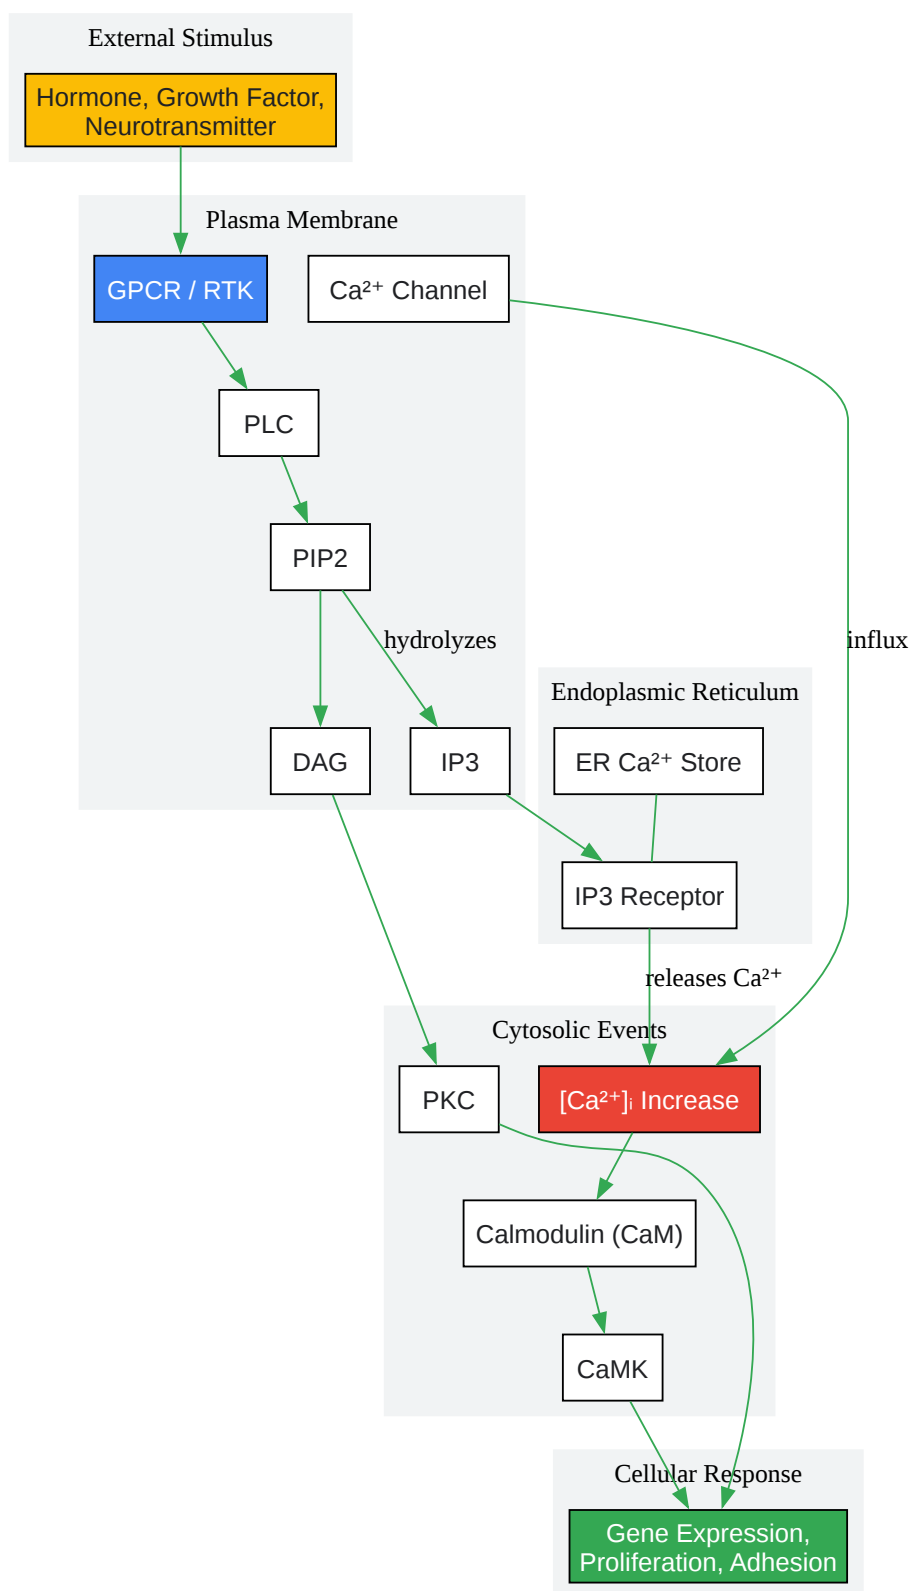 External Stimulus
Hormone, Growth Factor,
Neurotransmitter
Plasma Membrane
GPCR / RTK
Ca²⁺ Channel
PLC
PIP2
hydrolyzes
influx
Endoplasmic Reticulum
DAG
IP3
ER Ca²⁺ Store
IP3 Receptor
releases Ca²⁺
Cytosolic Events
PKC
[Ca²⁺]ᵢ Increase
Calmodulin (CaM)
CaMK
Cellular Response
Gene Expression,
Proliferation, Adhesion